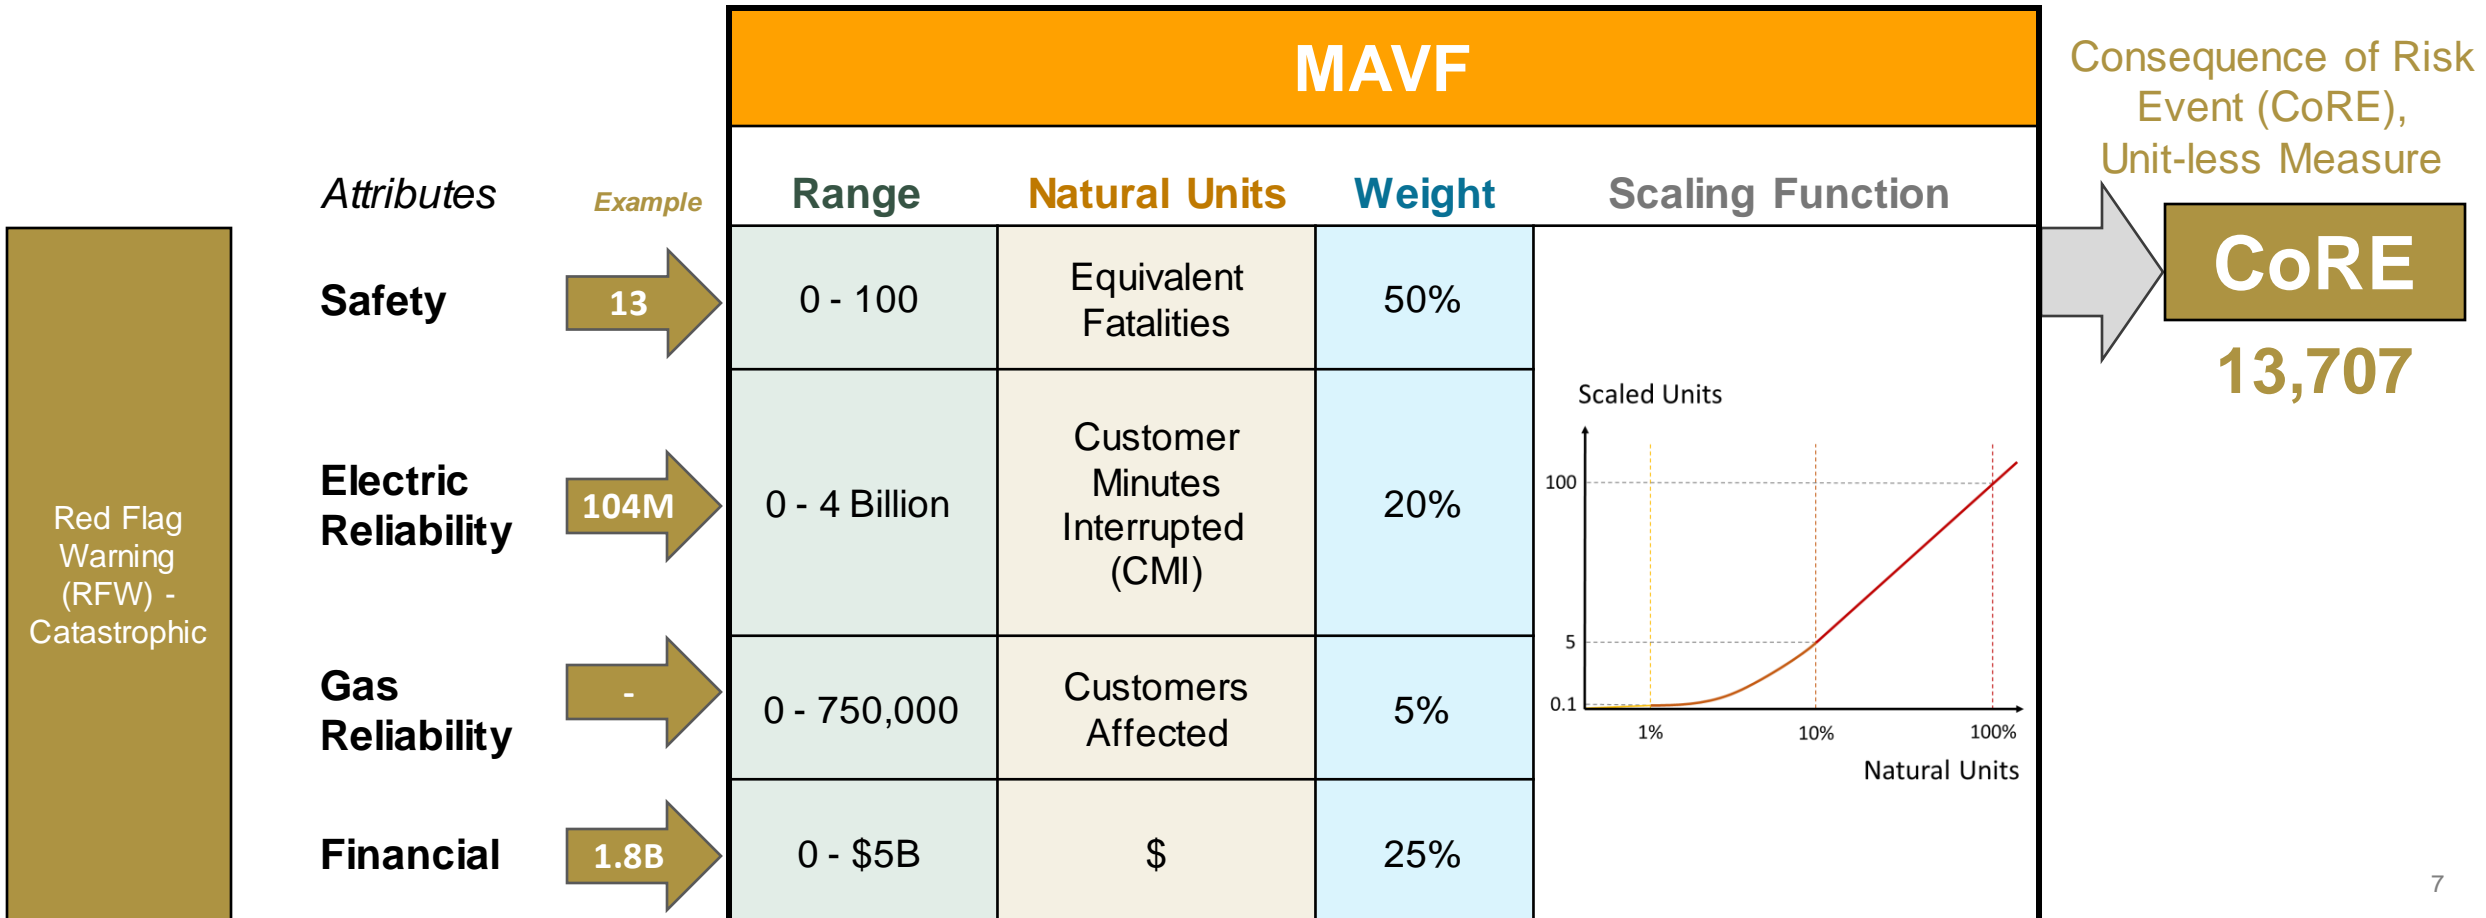 MAVF
Consequence of Risk
Event (CoRE),
Unit-less Measure
Attributes
Example
Range
Natural Units
Weight
Scaling Function
CoRE
13,707
Red Flag
Warning
(RFW) -
Catastrophic
Safety
13
0 - 100
Equivalent
Fatalities
50%
Electric
Reliability
104M
0 - 4 Billion
Customer
Minutes
Interrupted
(CMI)
20%
Gas
Reliability
-
0 - 750,000
Customers
Affected
5%
Financial
1.8B
0 - $5B
$
25%
Scaled Units
100
5
0.1
1%
10%
100%
Natural Units
7